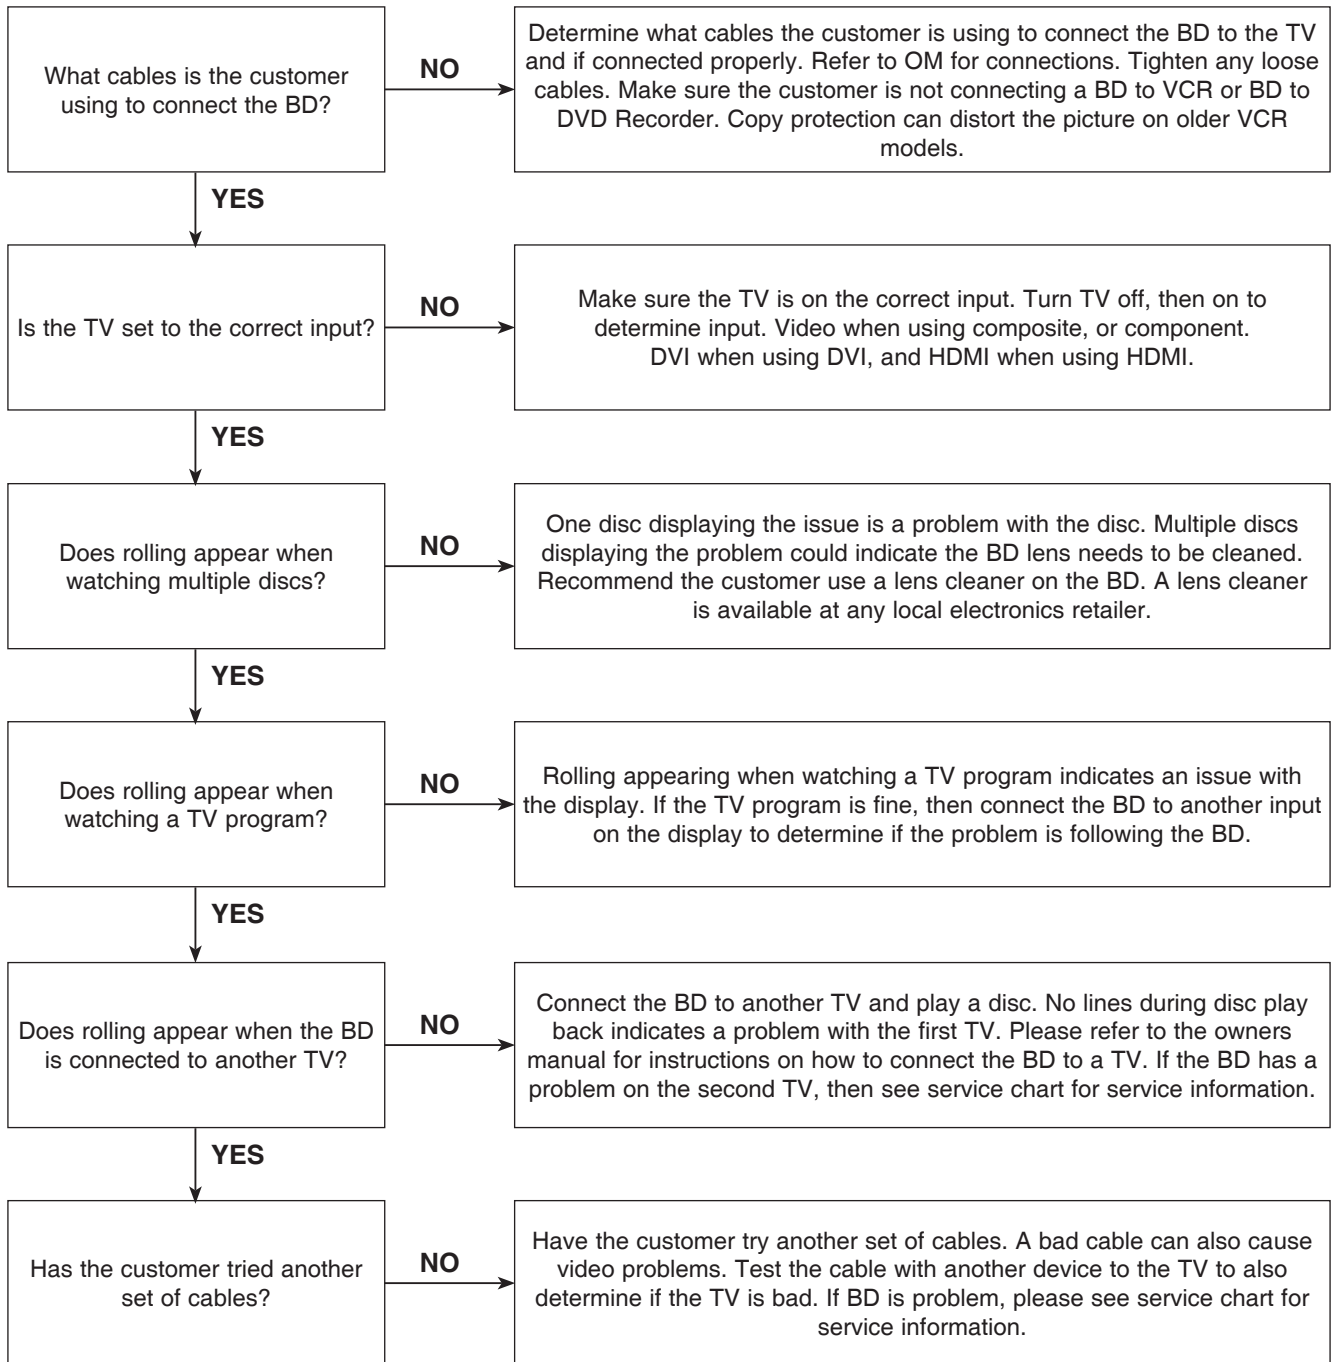 What cables is the customer
using to connect the BD?
NO
Determine what cables the customer is using to connect the BD to the TV
and if connected properly. Refer to OM for connections. Tighten any loose
cables. Make sure the customer is not connecting a BD to VCR or BD to
DVD Recorder. Copy protection can distort the picture on older VCR
models.
YES
Is the TV set to the correct input?
NO
Make sure the TV is on the correct input. Turn TV off, then on to
determine input. Video when using composite, or component.
DVI when using DVI, and HDMI when using HDMI.
YES
Does rolling appear when
watching multiple discs?
NO
One disc displaying the issue is a problem with the disc. Multiple discs
displaying the problem could indicate the BD lens needs to be cleaned.
Recommend the customer use a lens cleaner on the BD. A lens cleaner
is available at any local electronics retailer.
YES
Does rolling appear when
watching a TV program?
NO
Rolling appearing when watching a TV program indicates an issue with
the display. If the TV program is fine, then connect the BD to another input
on the display to determine if the problem is following the BD.
YES
Does rolling appear when the BD
is connected to another TV?
NO
Connect the BD to another TV and play a disc. No lines during disc play
back indicates a problem with the first TV. Please refer to the owners
manual for instructions on how to connect the BD to a TV. If the BD has a
problem on the second TV, then see service chart for service information.
YES
Has the customer tried another
set of cables?
NO
Have the customer try another set of cables. A bad cable can also cause
video problems. Test the cable with another device to the TV to also
determine if the TV is bad. If BD is problem, please see service chart for
service information.